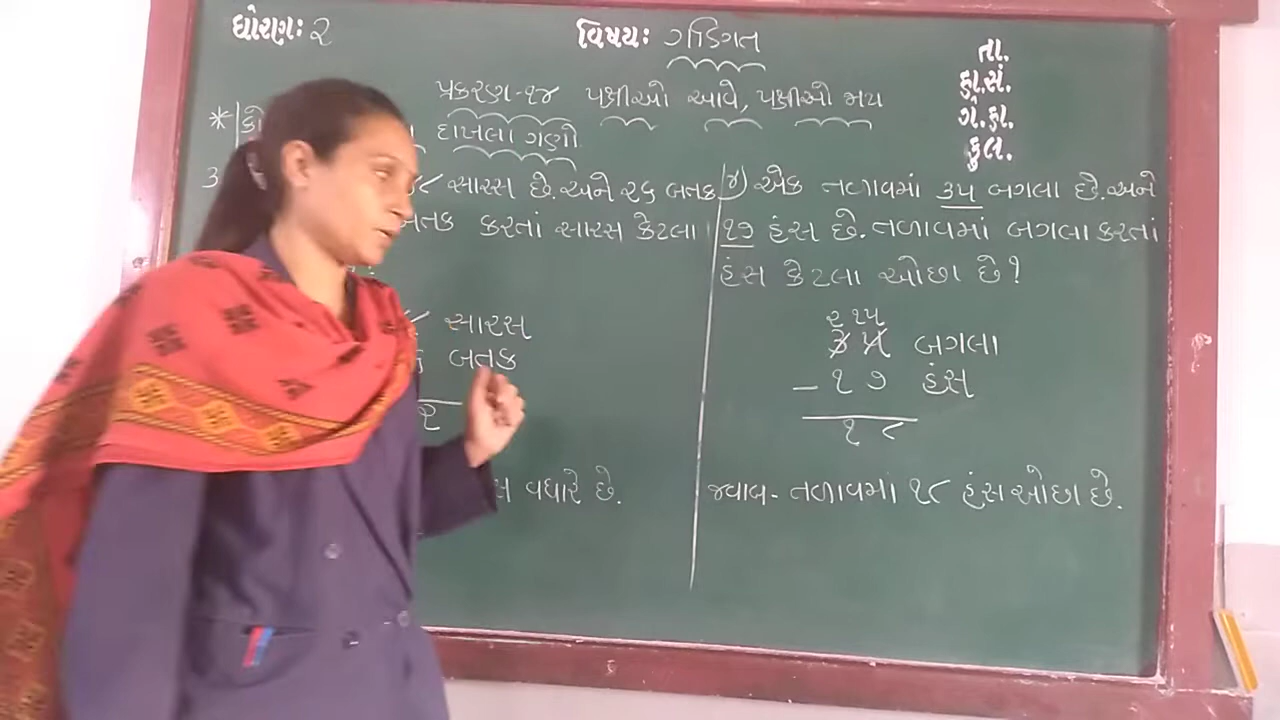 ધોરણઃ ૨
વિષયઃ ગણિત
તા.
હા.સં.
ગે.હા.
કુલ.
પ્રકરણ-૧૪ પક્ષીઓ આવે, પક્ષીઓ જાય
* દાખલા ગણો
૩ સારસ છે. અને ૨૬ બતક
બતક કરતાં સારસ કેટલા
સારસ
બતક
૨
વધારે છે.
૪) એક તળાવમાં ૩૫ બગલા છે. અને
૧૭ હંસ છે. તળાવમાં બગલા કરતાં
હંસ કેટલા ઓછા છે?
૨ ૧૫
૩ ૫ બગલા
– ૧ ૭ હંસ
૧ ૮
જવાબ- તળાવમાં ૧૮ હંસ ઓછા છે.